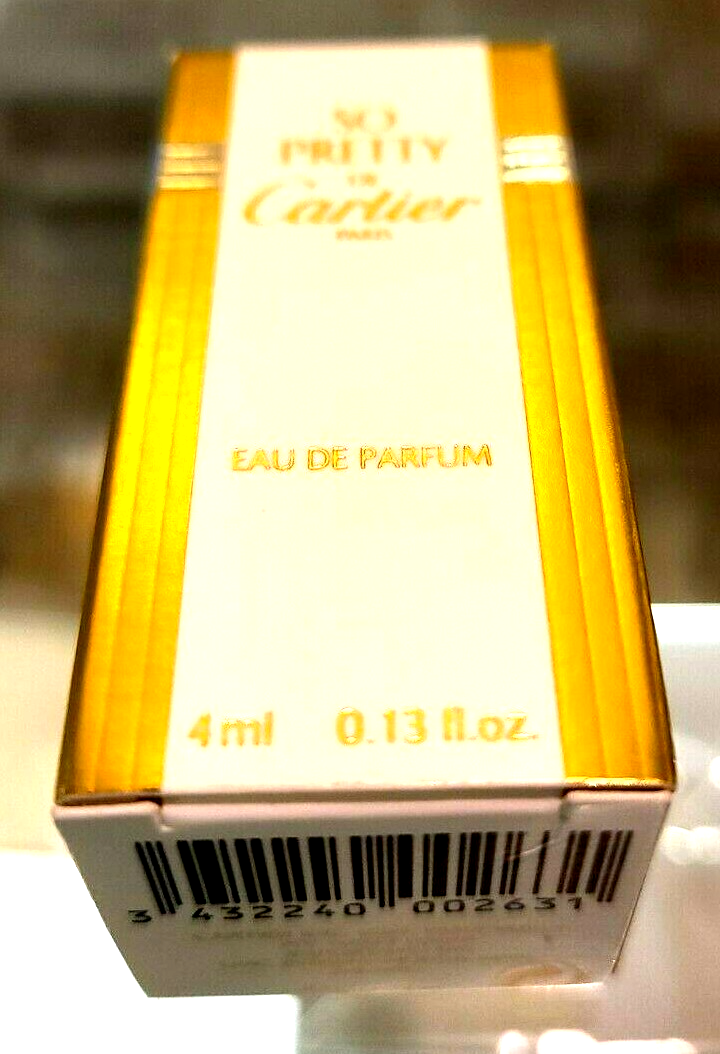 SO
PRETTY
DE
Cartier
PARIS
EAU DE PARFUM
4 ml 0.13 fl.oz.
3 432240 002631